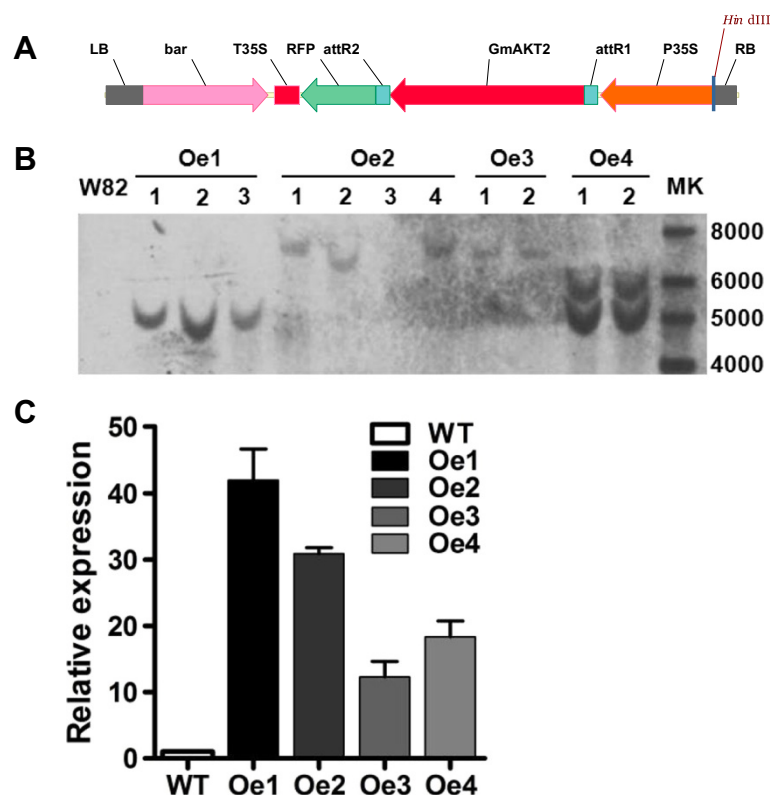 A
LB bar T35S RFP attR2 GmAKT2 attR1 P35S Hin dIII RB
B
Oe1 Oe2 Oe3 Oe4
W82 1 2 3 1 2 3 4 1 2 1 2 MK
8000
6000
5000
4000
C
Relative expression
50
40
30
20
10
0
WT
Oe1
Oe2
Oe3
Oe4
WT Oe1 Oe2 Oe3 Oe4